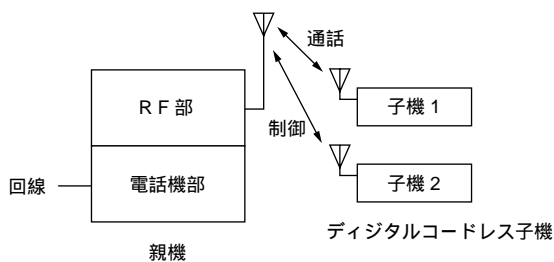 通話
RF部
子機1
制御
回線
電話機部
子機2
ディジタルコードレス子機
親機